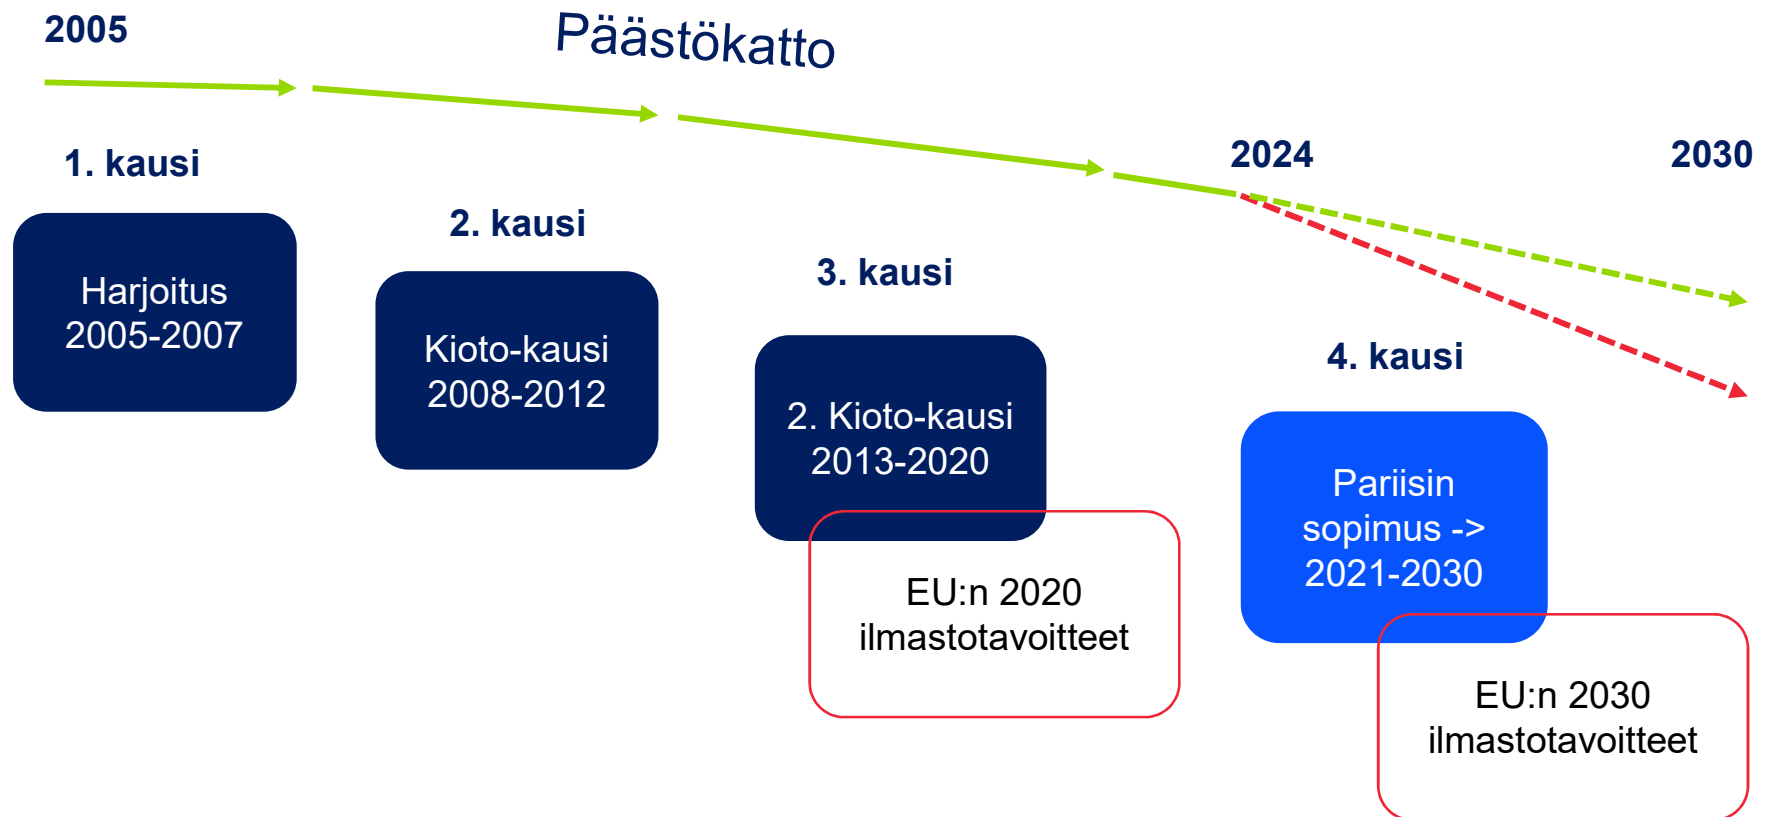 2005
Päästökatto
2024
2030
1. kausi
Harjoitus
2005-2007
2. kausi
Kioto-kausi
2008-2012
3. kausi
2. Kioto-kausi
2013-2020
EU:n 2020
ilmastotavoitteet
4. kausi
Pariisin
sopimus ->
2021-2030
EU:n 2030
ilmastotavoitteet